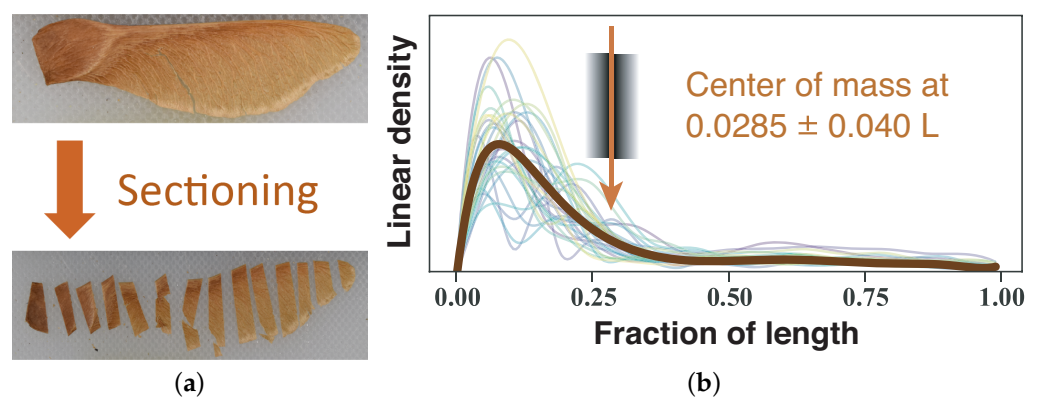 Sectioning
(a)
Linear density
Center of mass at
0.0285 ± 0.040 L
0.00 0.25 0.50 0.75 1.00
Fraction of length
(b)